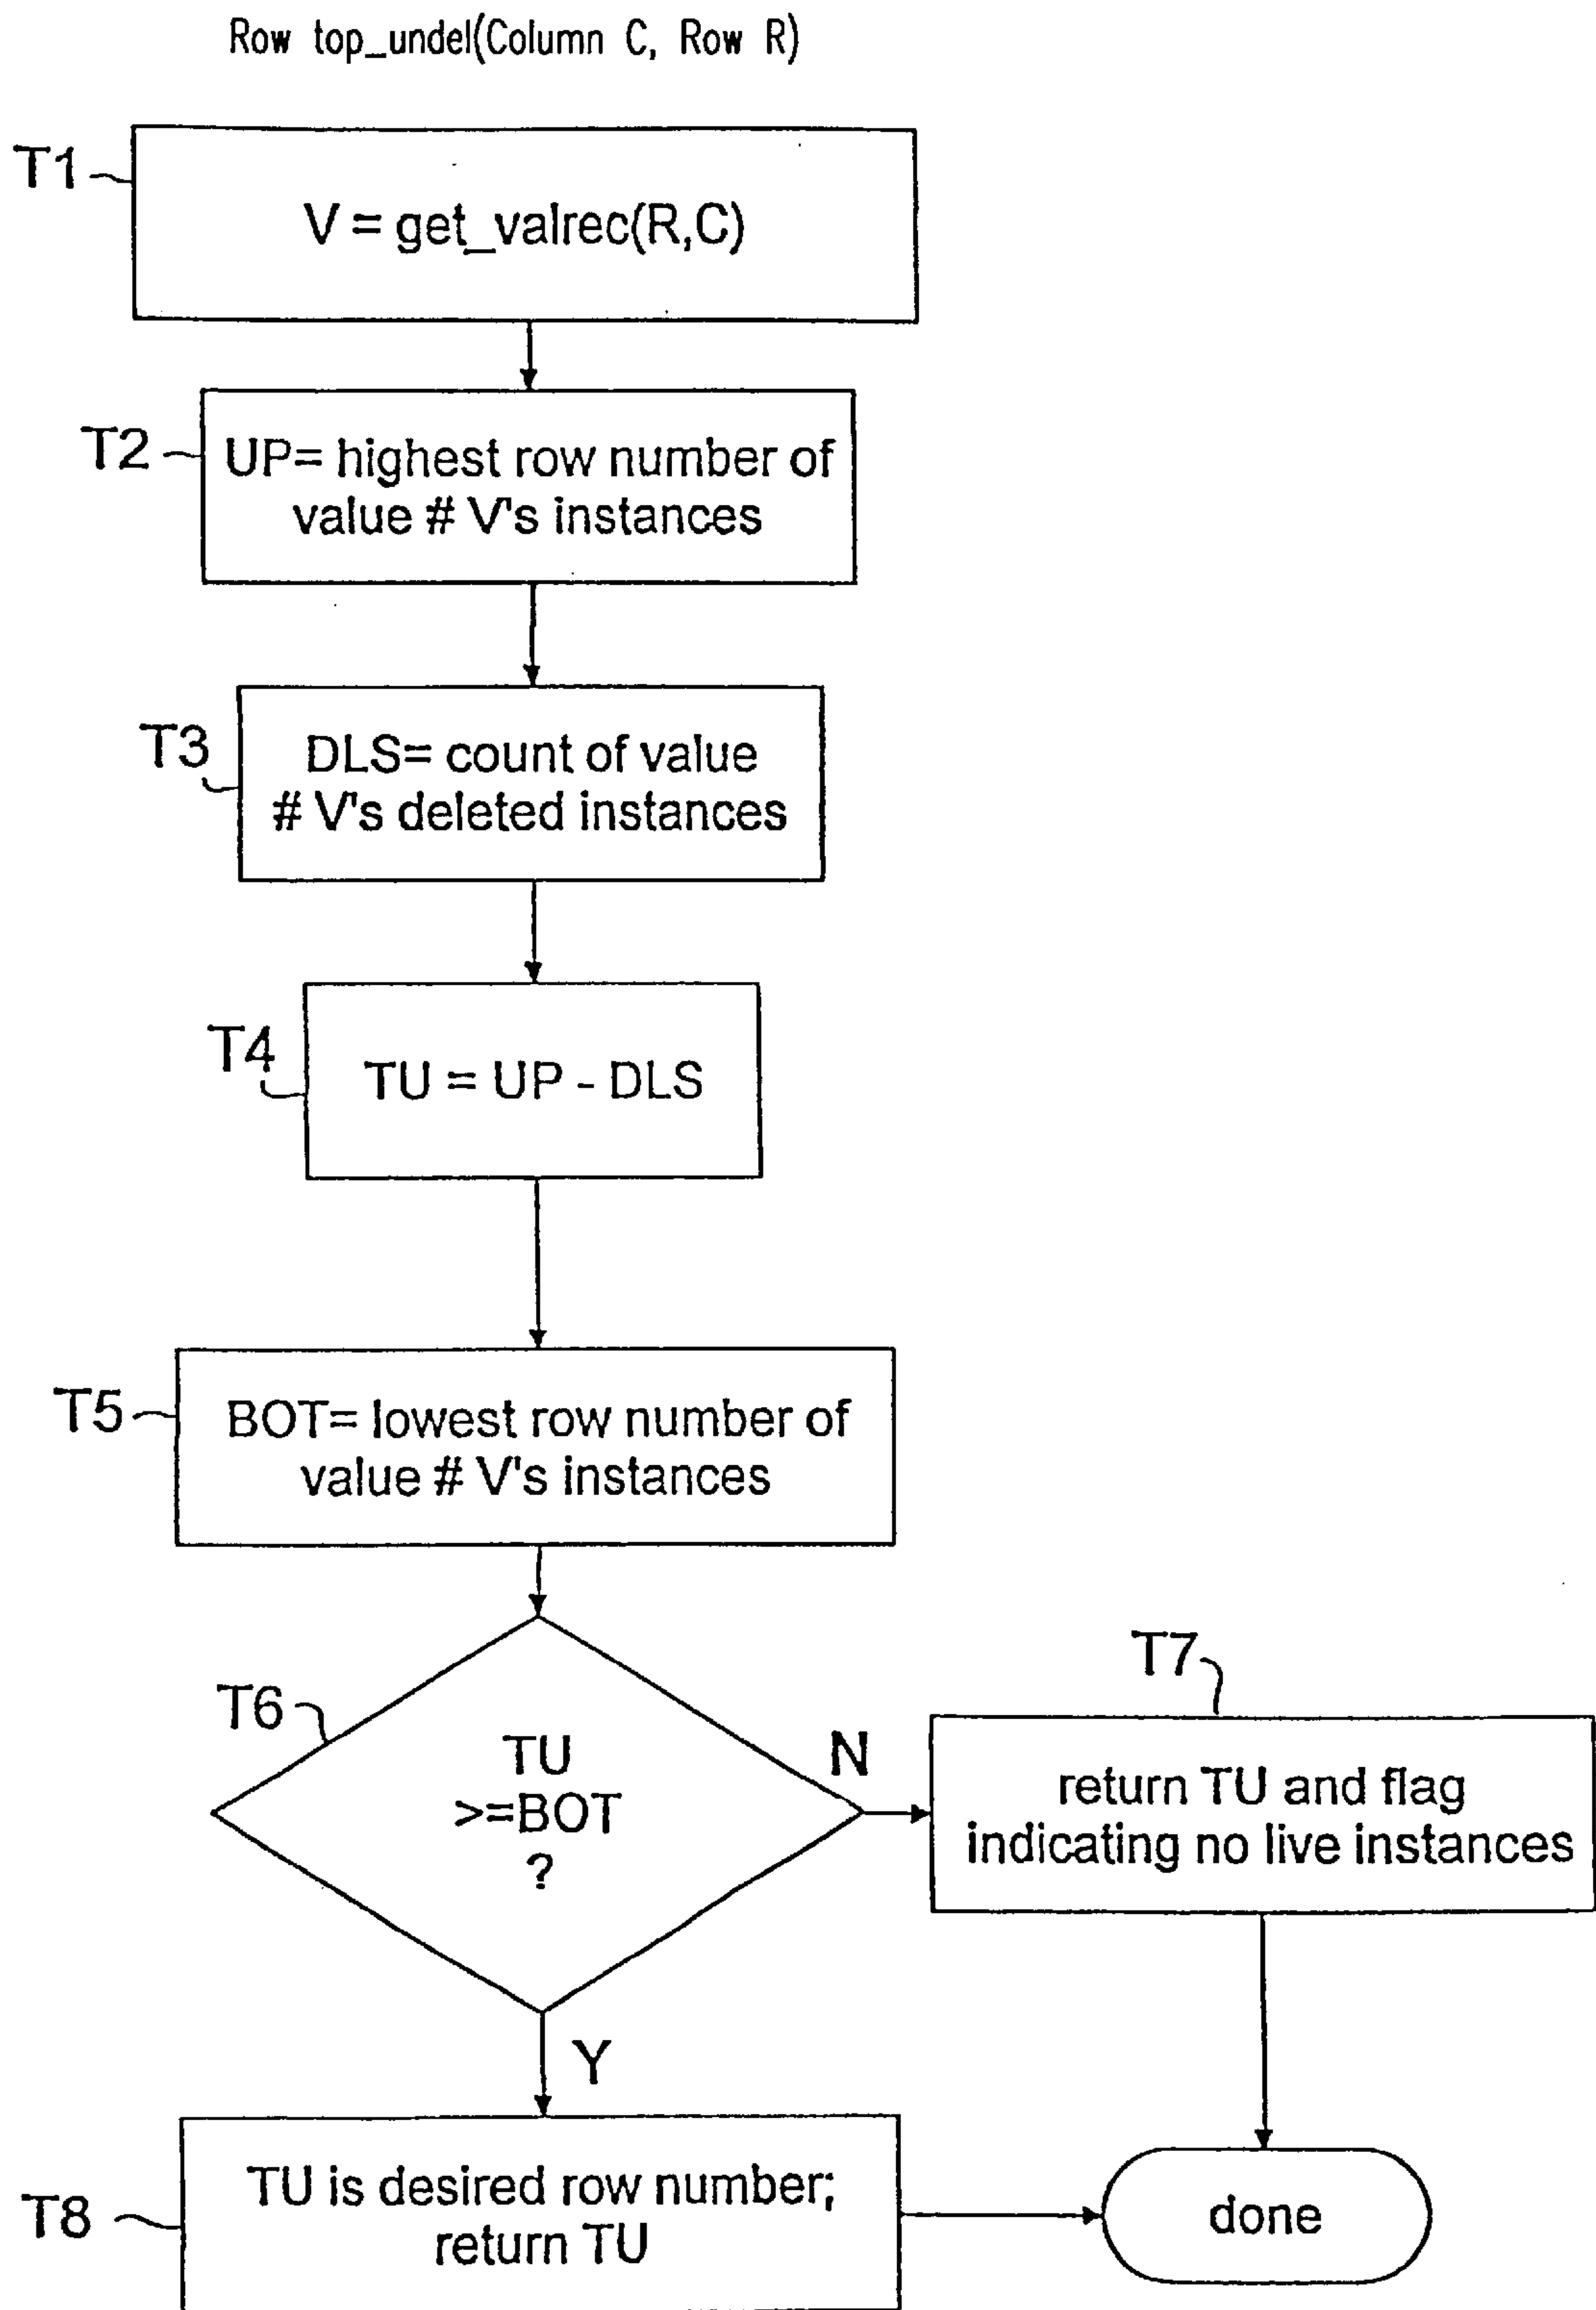 Row top_undel(Column C, Row R)
T1
V = get_valrec(R,C)
T2
UP= highest row number of
value # V's instances
T3
DLS= count of value
# V's deleted instances
T4
TU = UP - DLS
T5
BOT= lowest row number of
value # V's instances
T6
TU
>=BOT
?
N
T7
return TU and flag
indicating no live instances
Y
T8
TU is desired row number;
return TU
done